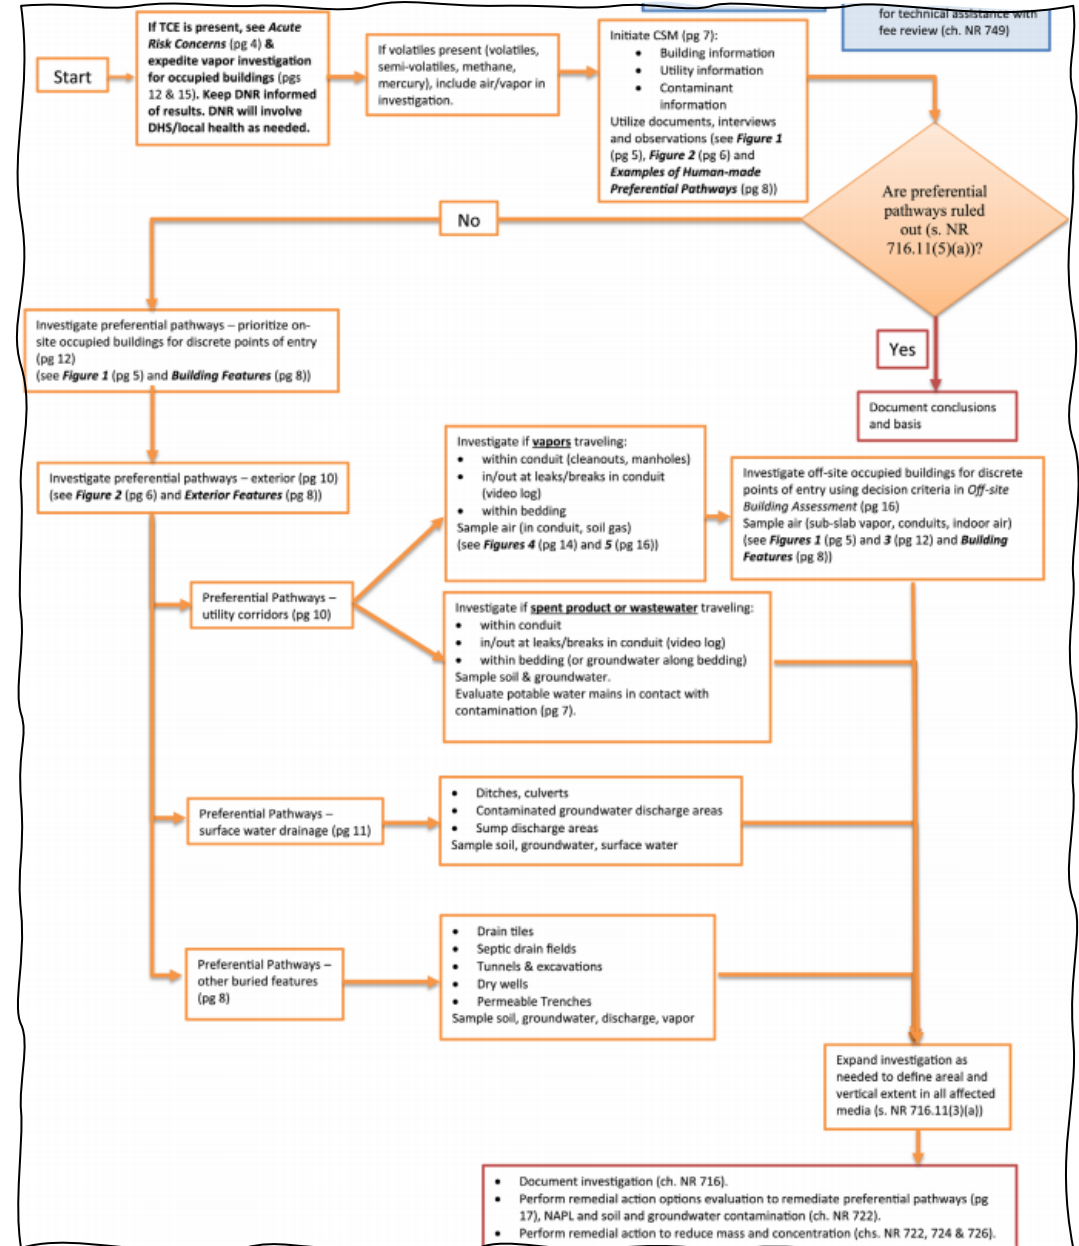 for technical assistance with
fee review (ch. NR 749)
Start
If TCE is present, see Acute
Risk Concerns (pg 4) &
expedite vapor investigation
for occupied buildings (pgs
12 & 15). Keep DNR informed
of results. DNR will involve
DHS/local health as needed.
If volatiles present (volatiles,
semi-volatiles, methane,
mercury), include air/vapor in
investigation.
Initiate CSM (pg 7):
• Building information
• Utility information
• Contaminant
information
Utilize documents, interviews
and observations (see Figure 1
(pg 5), Figure 2 (pg 6) and
Examples of Human-made
Preferential Pathways (pg 8))
Are preferential
pathways ruled
out (s. NR
716.11(5)(a))?
No
Yes
Document conclusions
and basis
Investigate preferential pathways – prioritize on-
site occupied buildings for discrete points of entry
(pg 12)
(see Figure 1 (pg 5) and Building Features (pg 8))
Investigate preferential pathways – exterior (pg 10)
(see Figure 2 (pg 6) and Exterior Features (pg 8))
Preferential Pathways –
utility corridors (pg 10)
Investigate if vapors traveling:
• within conduit (cleanouts, manholes)
• in/out at leaks/breaks in conduit
(video log)
• within bedding
Sample air (in conduit, soil gas)
(see Figures 4 (pg 14) and 5 (pg 16))
Investigate off-site occupied buildings for discrete
points of entry using decision criteria in Off-site
Building Assessment (pg 16)
Sample air (sub-slab vapor, conduits, indoor air)
(see Figures 1 (pg 5) and 3 (pg 12) and Building
Features (pg 8))
Investigate if spent product or wastewater traveling:
• within conduit
• in/out at leaks/breaks in conduit (video log)
• within bedding (or groundwater along bedding)
Sample soil & groundwater.
Evaluate potable water mains in contact with
contamination (pg 7).
Preferential Pathways –
surface water drainage (pg 11)
• Ditches, culverts
• Contaminated groundwater discharge areas
• Sump discharge areas
Sample soil, groundwater, surface water
Preferential Pathways –
other buried features
(pg 8)
• Drain tiles
• Septic drain fields
• Tunnels & excavations
• Dry wells
• Permeable Trenches
Sample soil, groundwater, discharge, vapor
Expand investigation as
needed to define areal and
vertical extent in all affected
media (s. NR 716.11(3)(a))
• Document investigation (ch. NR 716).
• Perform remedial action options evaluation to remediate preferential pathways (pg
17), NAPL and soil and groundwater contamination (ch. NR 722).
• Perform remedial action to reduce mass and concentration (chs. NR 722, 724 & 726).